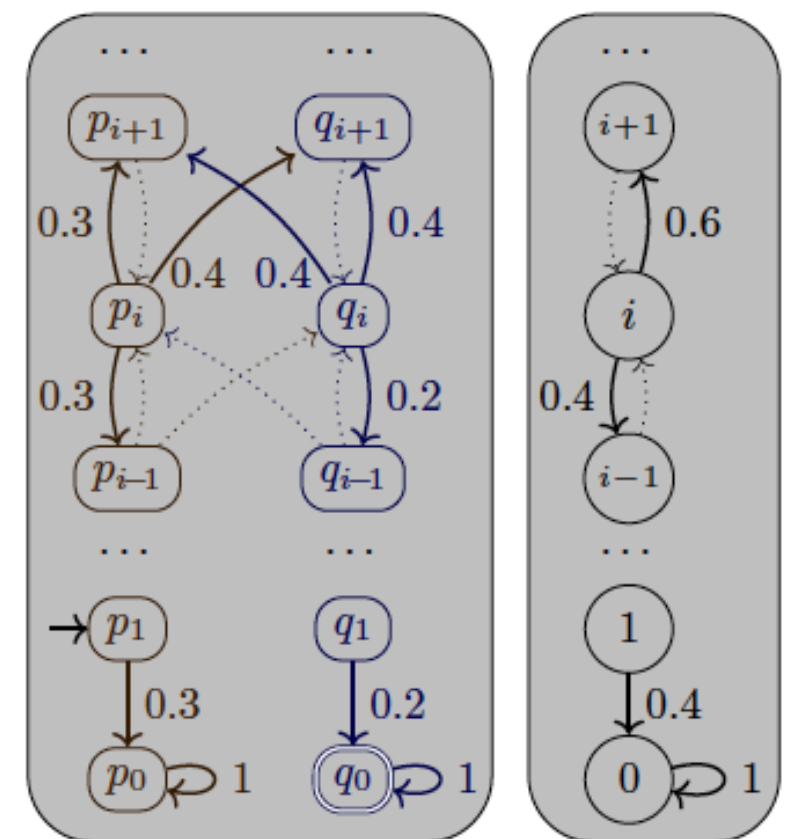 ... ... ...
p_{i+1} q_{i+1} i+1
0.3 0.4 0.4 0.4 0.6
p_i q_i i
0.3 0.2 0.4
p_{i-1} q_{i-1} i-1
... ... ...
p_1 q_1 1
0.3 0.2 0.4
p_0 1 q_0 1 0 1